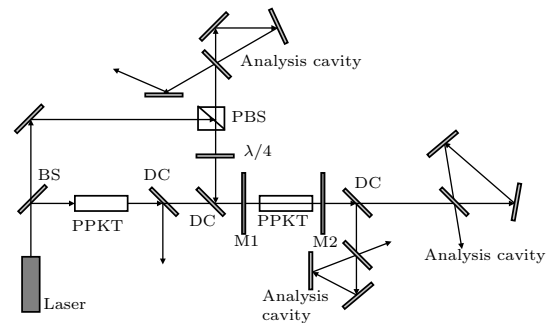 Analysis cavity
PBS
λ/4
BS
DC
DC
DC
PPKT
PPKT
M1
M2
Analysis cavity
Analysis
cavity
Laser